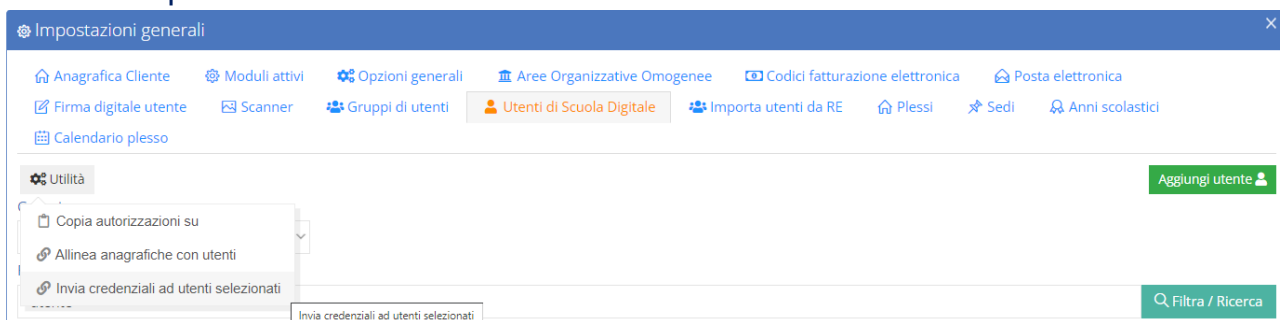 Impostazioni generali
Anagrafica Cliente Moduli attivi Opzioni generali Aree Organizzative Omogenee Codici fatturazione elettronica Posta elettronica
Firma digitale utente Scanner Gruppi di utenti Utenti di Scuola Digitale Importa utenti da RE Plessi Sedi Anni scolastici
Calendario plesso
Utilità Aggiungi utente
Copia autorizzazioni su
Allinea anagrafiche con utenti
Invia credenziali ad utenti selezionati
Filtra / Ricerca
Invia credenziali ad utenti selezionati